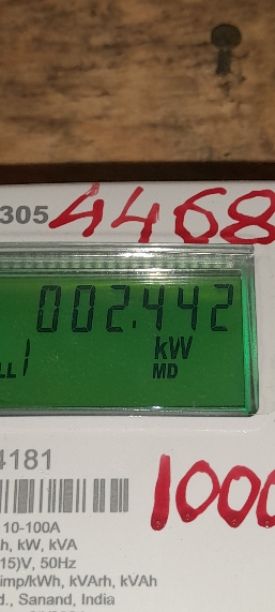 305 4468
002.442
kW
LL1 MD
4181
1000
10-100A
h, kW, kVA
15)V, 50Hz
imp/kWh, kVArh, kVAh
d., Sanand, India